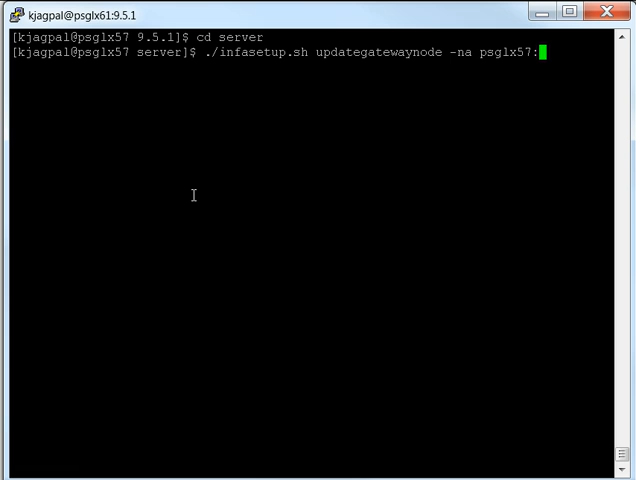 kjagpal@psglx61:9.5.1
[kjagpal@psglx57 9.5.1]$ cd server
[kjagpal@psglx57 server]$ ./infasetup.sh updategatewaynode -na psglx57: